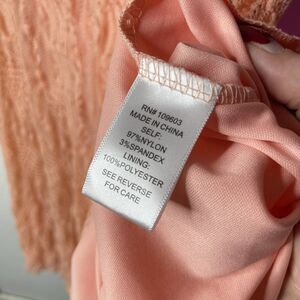 RN# 109603
MADE IN CHINA
SELF:
97%NYLON
3%SPANDEX
LINING:
100%POLYESTER
SEE REVERSE
FOR CARE